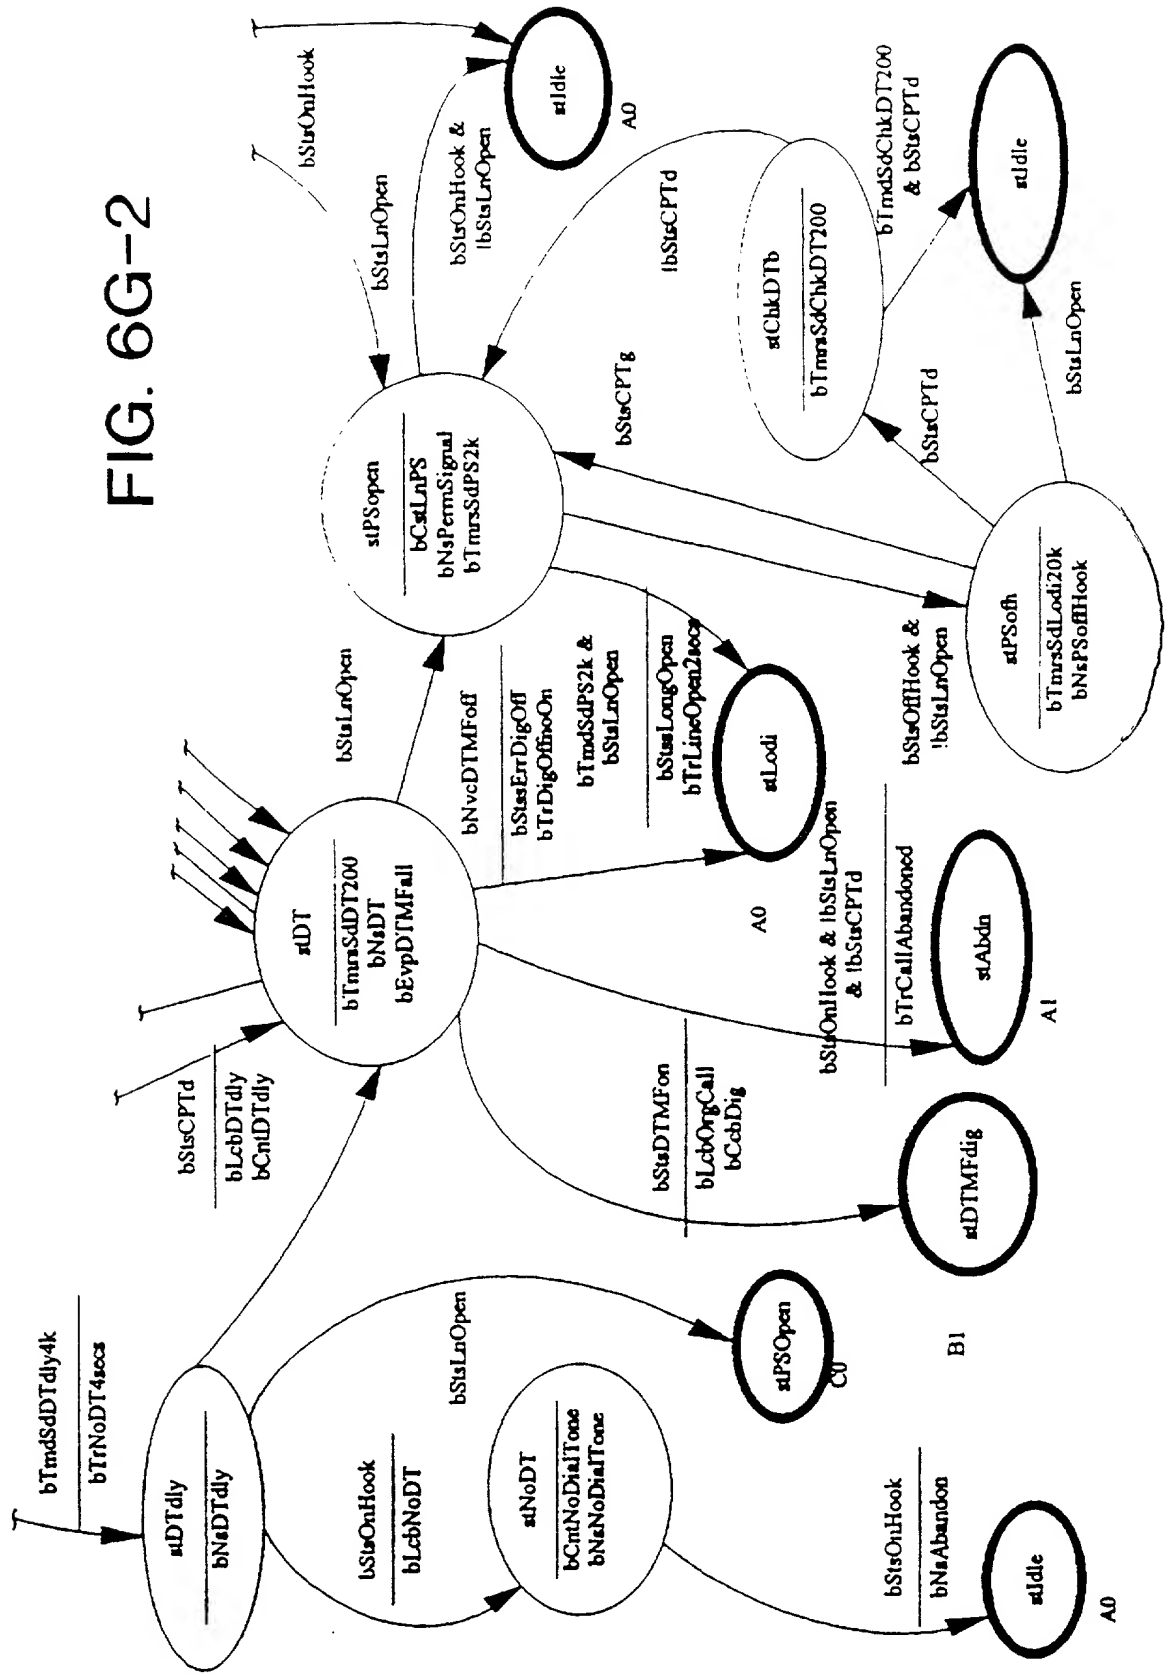 FIG. 6G-2
bTmdSdDTdly4k
bTrNoDT4secs
stDTdly
bNsDTdly
bStsOnHook
bLcbNoDT
stNoDT
bCntNoDialTone
bNsNoDialTone
bStsOnHook
bNsAbandon
stIdle
A0
bStsLnOpen
stPSOpen
C0
bStsCPTd
bLcbDTdly
bCntDTdly
stDT
bTmrsSdDT200
bNsDT
bEvpDTMFall
bStsDTMFon
bLcbOrgCall
bCcbDig
stDTMFdig
B1
bStsOnHook & !bStsLnOpen
& !bStsCPTd
bTrCallAbandoned
stAbdn
A1
bNvcDTMFoff
bStssErrDigOff
bTrDigOffnoOn
stLodi
A0
bStsLnOpen
bTmdSdPS2k &
bStsLnOpen
bStssLongOpen
bTrLineOpen2secs
stPSopen
bCstLnPS
bNsPermSignal
bTmrsSdPS2k
bStsOffHook &
!bStsLnOpen
bStsCPTg
stPSofh
bTmrsSdLodi20k
bNsPSoffHook
bStsCPTd
bStsLnOpen
stChkDTb
bTmrsSdChkDT200
!bStsCPTd
bTmdSdChkDT200
& bStsCPTd
stIdle
bStsLnOpen
bStsOnHook &
!bStsLnOpen
bStsOnHook
stIdle
A0